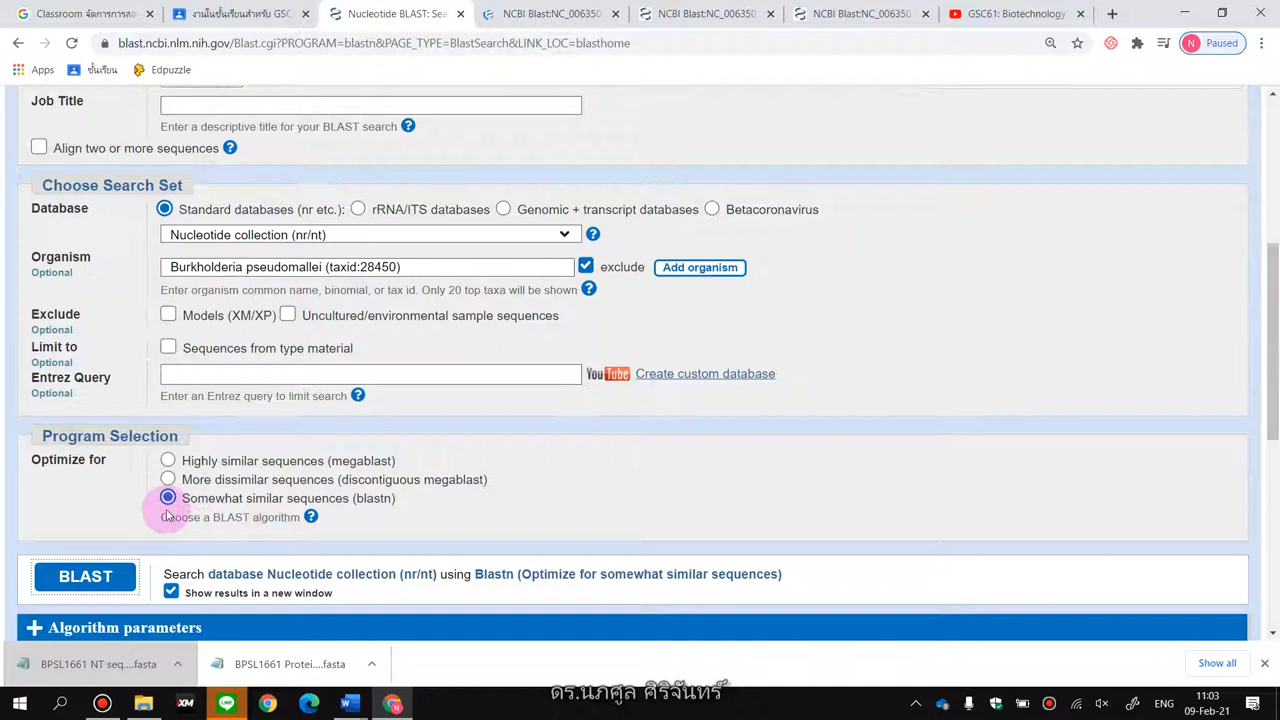 Classroom จัดการการสอ
งานในชั้นเรียนสำหรับ GSC
Nucleotide BLAST: Sea
NCBI Blast:NC_006350
NCBI Blast:NC_006350
NCBI Blast:NC_006350
GSC61: Biotechnology
blast.ncbi.nlm.nih.gov/Blast.cgi?PROGRAM=blastn&PAGE_TYPE=BlastSearch&LINK_LOC=blasthome
N Paused
Apps
ชั้นเรียน
Edpuzzle
Job Title
Enter a descriptive title for your BLAST search ?
Align two or more sequences ?
Choose Search Set
Database
Standard databases (nr etc.): rRNA/ITS databases Genomic + transcript databases Betacoronavirus
Nucleotide collection (nr/nt) ?
Organism
Optional
Burkholderia pseudomallei (taxid:28450) exclude Add organism
Enter organism common name, binomial, or tax id. Only 20 top taxa will be shown ?
Exclude
Optional
Models (XM/XP) Uncultured/environmental sample sequences
Limit to
Optional
Sequences from type material
Entrez Query
Optional
YouTube Create custom database
Enter an Entrez query to limit search ?
Program Selection
Optimize for
Highly similar sequences (megablast)
More dissimilar sequences (discontiguous megablast)
Somewhat similar sequences (blastn)
Choose a BLAST algorithm ?
BLAST
Search database Nucleotide collection (nr/nt) using Blastn (Optimize for somewhat similar sequences)
Show results in a new window
+ Algorithm parameters
BPSL1661 NT seq....fasta
BPSL1661 Protei....fasta
Show all
ดร.นภศูล ศิริจันทร์
XM
LINE
W
ENG
11:03
09-Feb-21